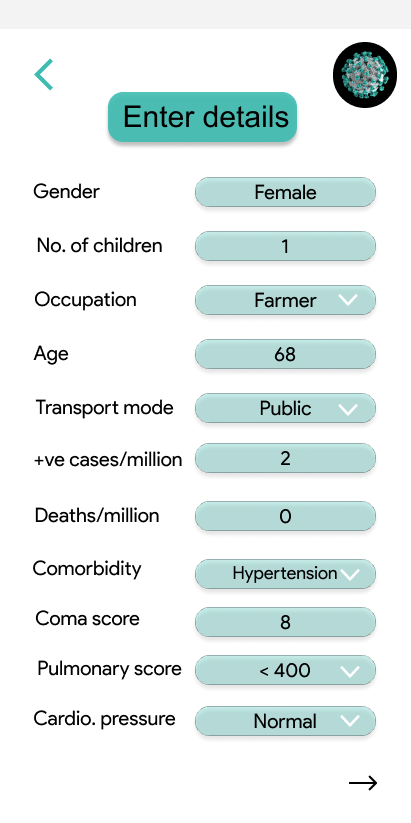 Enter details
Gender Female
No. of children 1
Occupation Farmer
Age 68
Transport mode Public
+ve cases/million 2
Deaths/million 0
Comorbidity Hypertension
Coma score 8
Pulmonary score < 400
Cardio. pressure Normal